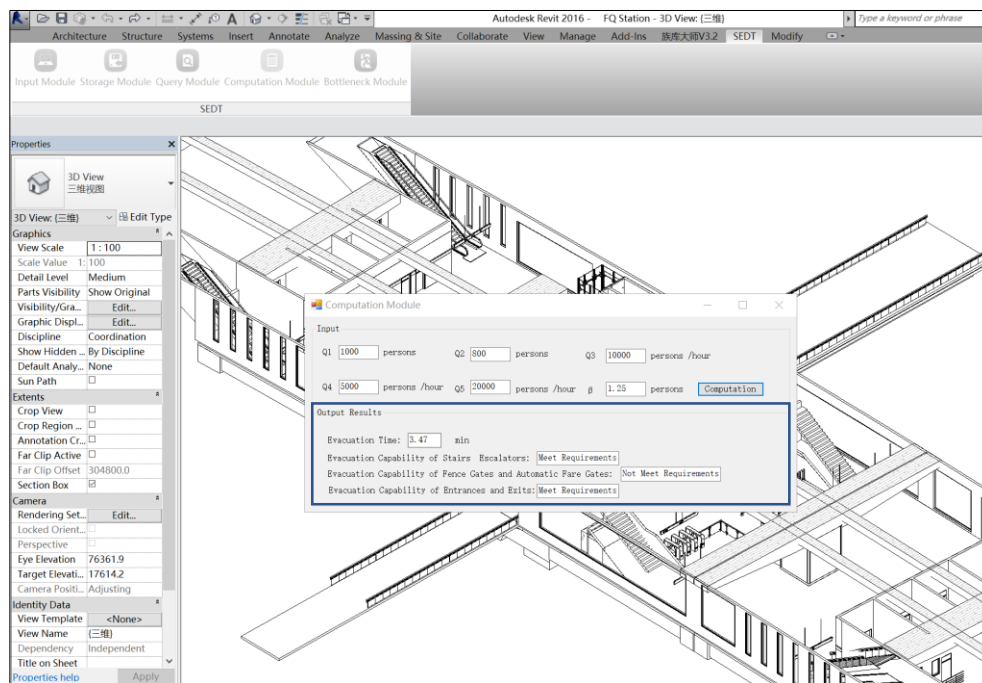 Autodesk Revit 2016 - FQ Station - 3D View: {三维}
Type a keyword or phrase
Architecture Structure Systems Insert Annotate Analyze Massing & Site Collaborate View Manage Add-Ins 族库大师V3.2 SEDT Modify
Input Module Storage Module Query Module Computation Module Bottleneck Module
SEDT
Properties
3D View
三维视图
3D View: {三维} Edit Type
Graphics
View Scale 1 : 100
Scale Value 1: 100
Detail Level Medium
Parts Visibility Show Original
Visibility/Gra... Edit...
Graphic Displ... Edit...
Discipline Coordination
Show Hidden ... By Discipline
Default Analy... None
Sun Path
Extents
Crop View
Crop Region ...
Annotation Cr...
Far Clip Active
Far Clip Offset 304800.0
Section Box
Camera
Rendering Set... Edit...
Locked Orient...
Perspective
Eye Elevation 76361.9
Target Elevati... 17614.2
Camera Positi... Adjusting
Identity Data
View Template <None>
View Name {三维}
Dependency Independent
Title on Sheet
Properties help Apply
Computation Module
Input
Q1 1000 persons Q2 800 persons Q3 10000 persons /hour
Q4 5000 persons /hour Q5 20000 persons /hour β 1.25 persons Computation
Output Results
Evacuation Time: 3.47 min
Evacuation Capability of Stairs Escalators: Meet Requirements
Evacuation Capability of Fence Gates and Automatic Fare Gates: Not Meet Requirements
Evacuation Capability of Entrances and Exits: Meet Requirements